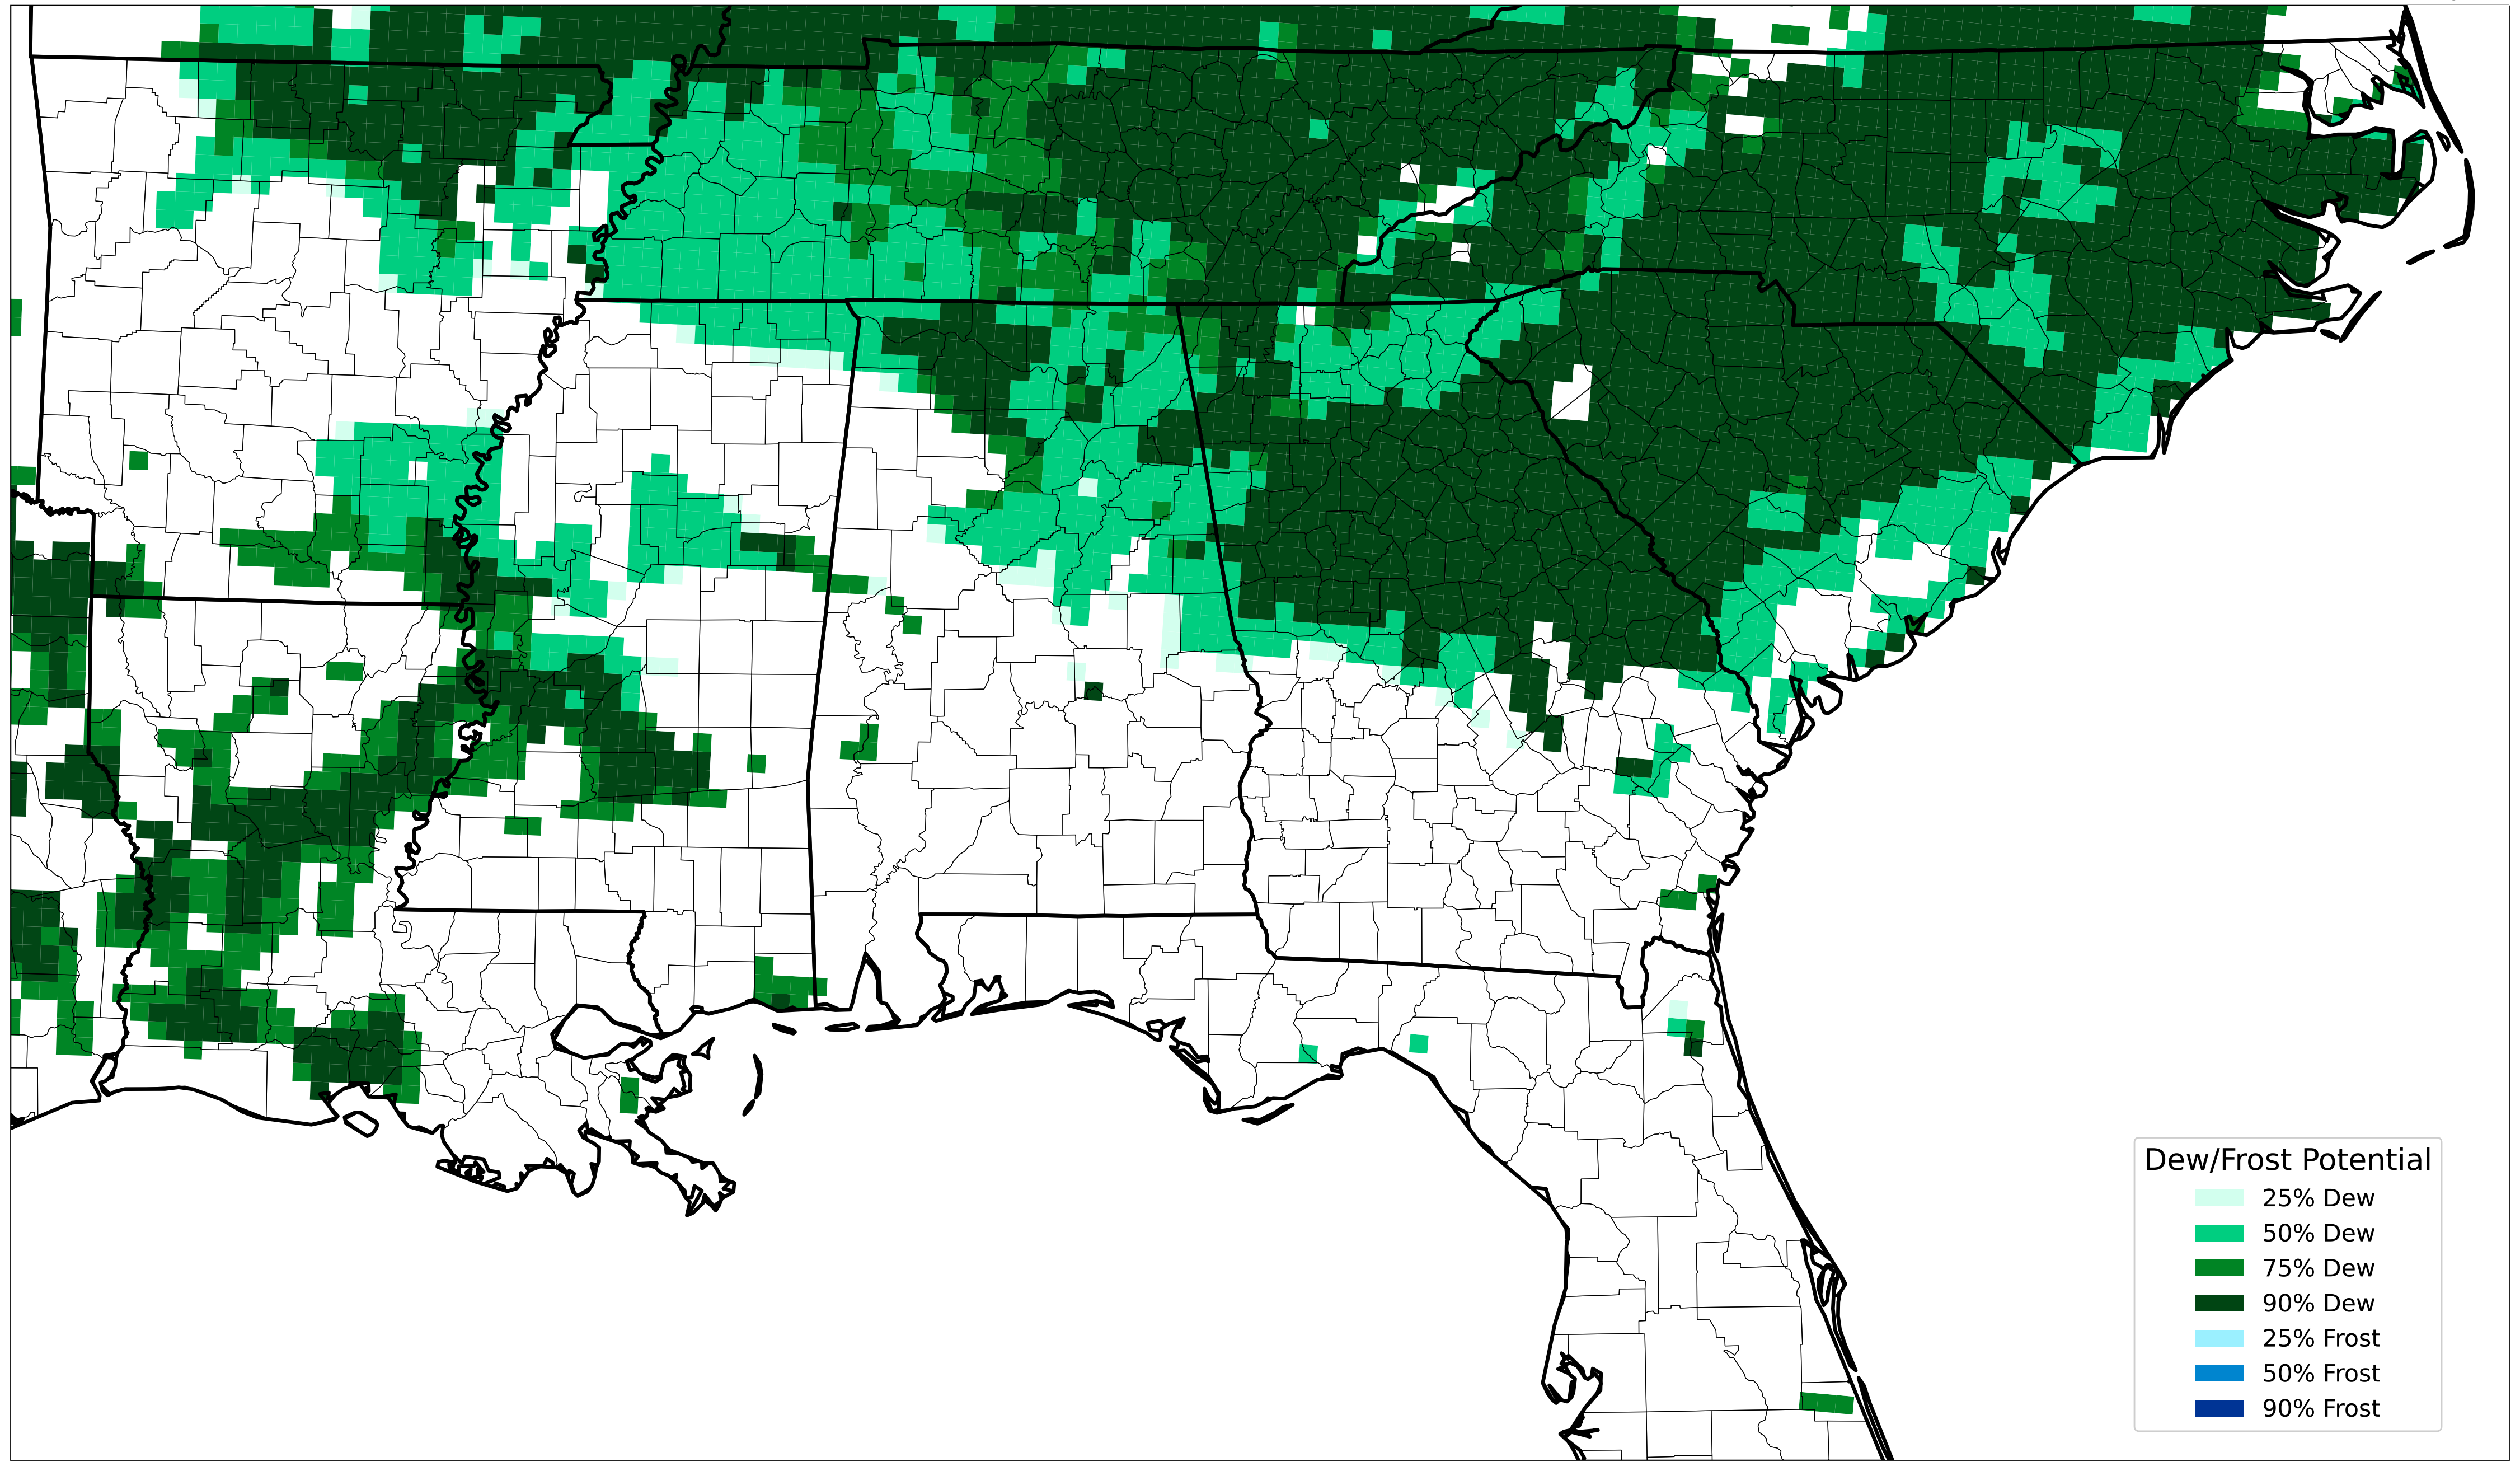 Dew/Frost Potential
25% Dew
50% Dew
75% Dew
90% Dew
25% Frost
50% Frost
90% Frost